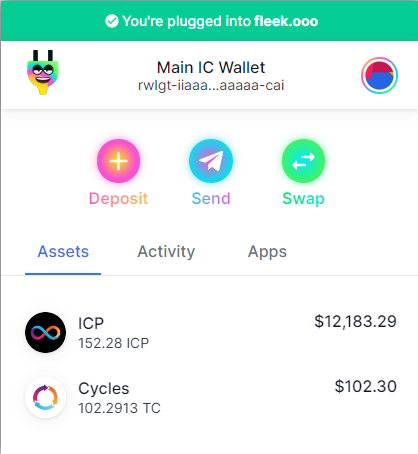 You're plugged into fleek.ooo
Main IC Wallet
rwlgt-iiaaa...aaaaa-cai
Deposit
Send
Swap
Assets
Activity
Apps
ICP
$12,183.29
152.28 ICP
Cycles
$102.30
102.2913 TC